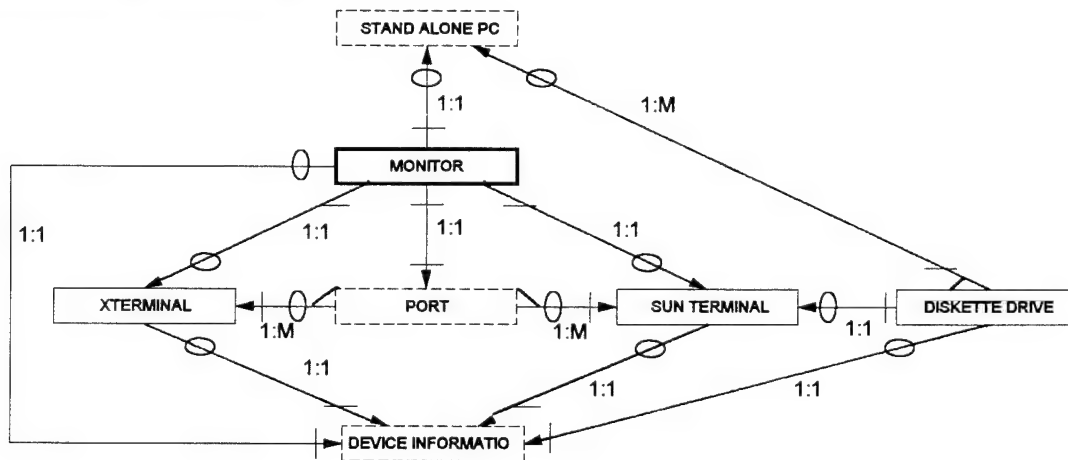 STAND ALONE PC
1:1
1:M
MONITOR
1:1
1:1
1:1
1:1
XTERMINAL
PORT
SUN TERMINAL
DISKETTE DRIVE
1:M
1:M
1:1
1:1
1:1
1:1
DEVICE INFORMATIO